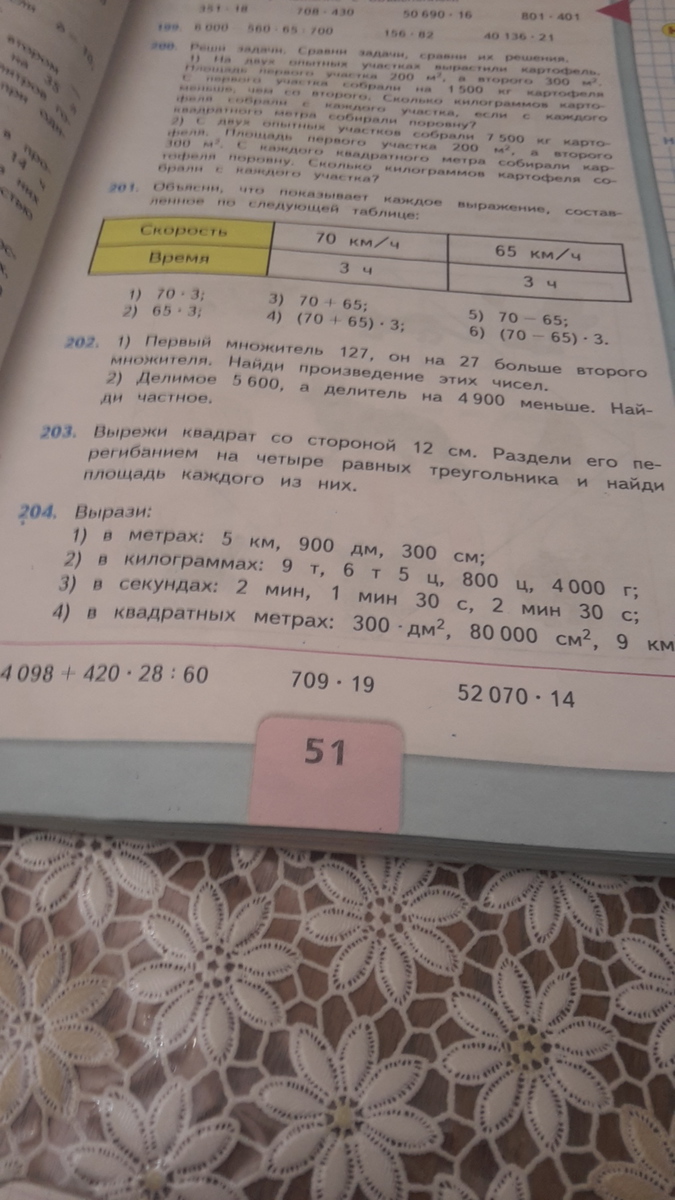 351 · 18 708 · 430 50 690 · 16 801 · 401
199. 6 000 560 · 65 : 700 156 · 82 40 136 · 21
200. Реши задачи. Сравни задачи, сравни их решения.
1) На двух опытных участках вырастили картофель.
Площадь первого участка 200 м², а второго 300 м².
С первого участка собрали на 1 500 кг картофеля
меньше, чем со второго. Сколько килограммов карто-
феля собрали с каждого участка, если с каждого
квадратного метра собирали поровну?
2) С двух опытных участков собрали 7 500 кг карто-
феля. Площадь первого участка 200 м², а второго
300 м². С каждого квадратного метра собирали кар-
тофеля поровну. Сколько килограммов картофеля со-
брали с каждого участка?
201. Объясни, что показывает каждое выражение, состав-
ленное по следующей таблице:
Скорость 70 км/ч 65 км/ч
Время 3 ч 3 ч
1) 70 · 3; 3) 70 + 65; 5) 70 − 65;
2) 65 · 3; 4) (70 + 65) · 3; 6) (70 − 65) · 3.
202. 1) Первый множитель 127, он на 27 больше второго
множителя. Найди произведение этих чисел.
2) Делимое 5 600, а делитель на 4 900 меньше. Най-
ди частное.
203. Вырежи квадрат со стороной 12 см. Раздели его пе-
регибанием на четыре равных треугольника и найди
площадь каждого из них.
204. Вырази:
1) в метрах: 5 км, 900 дм, 300 см;
2) в килограммах: 9 т, 6 т 5 ц, 800 ц, 4 000 г;
3) в секундах: 2 мин, 1 мин 30 с, 2 мин 30 с;
4) в квадратных метрах: 300 дм², 80 000 см², 9 км
4 098 + 420 · 28 : 60 709 · 19 52 070 · 14
51